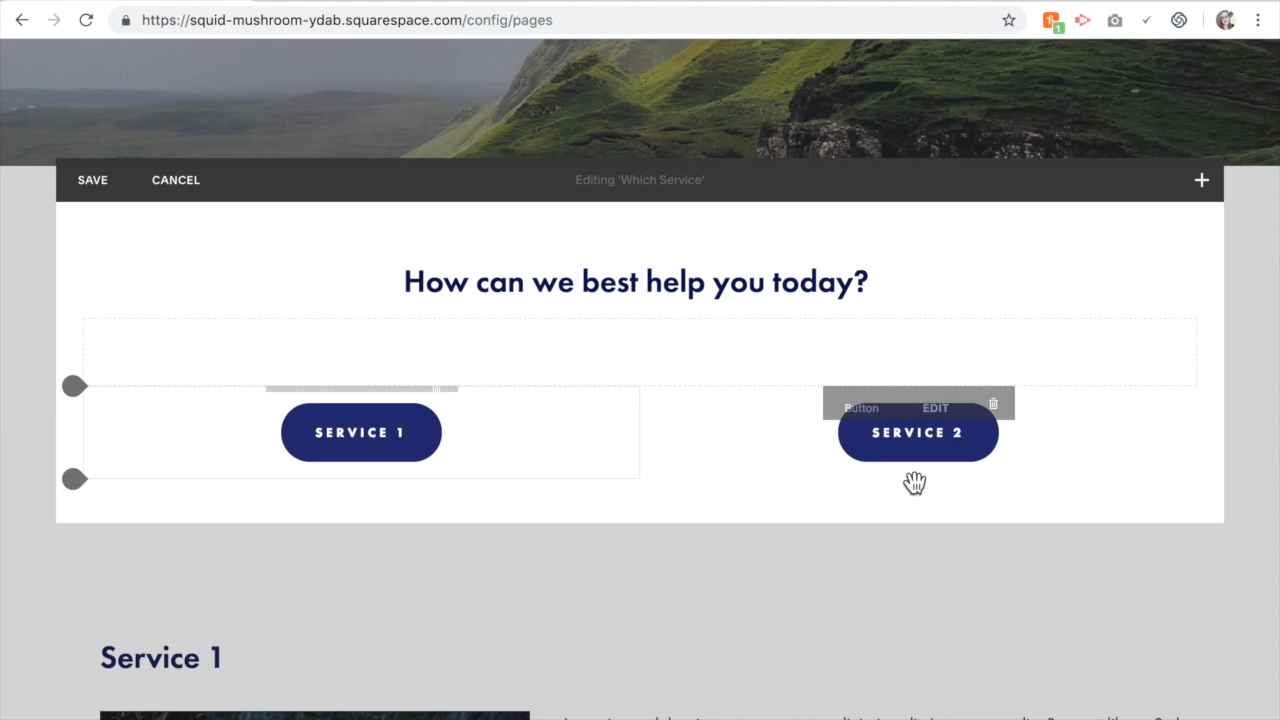 https://squid-mushroom-ydab.squarespace.com/config/pages
1
SAVE CANCEL Editing 'Which Service'
How can we best help you today?
Button EDIT
SERVICE 1 SERVICE 2
Service 1